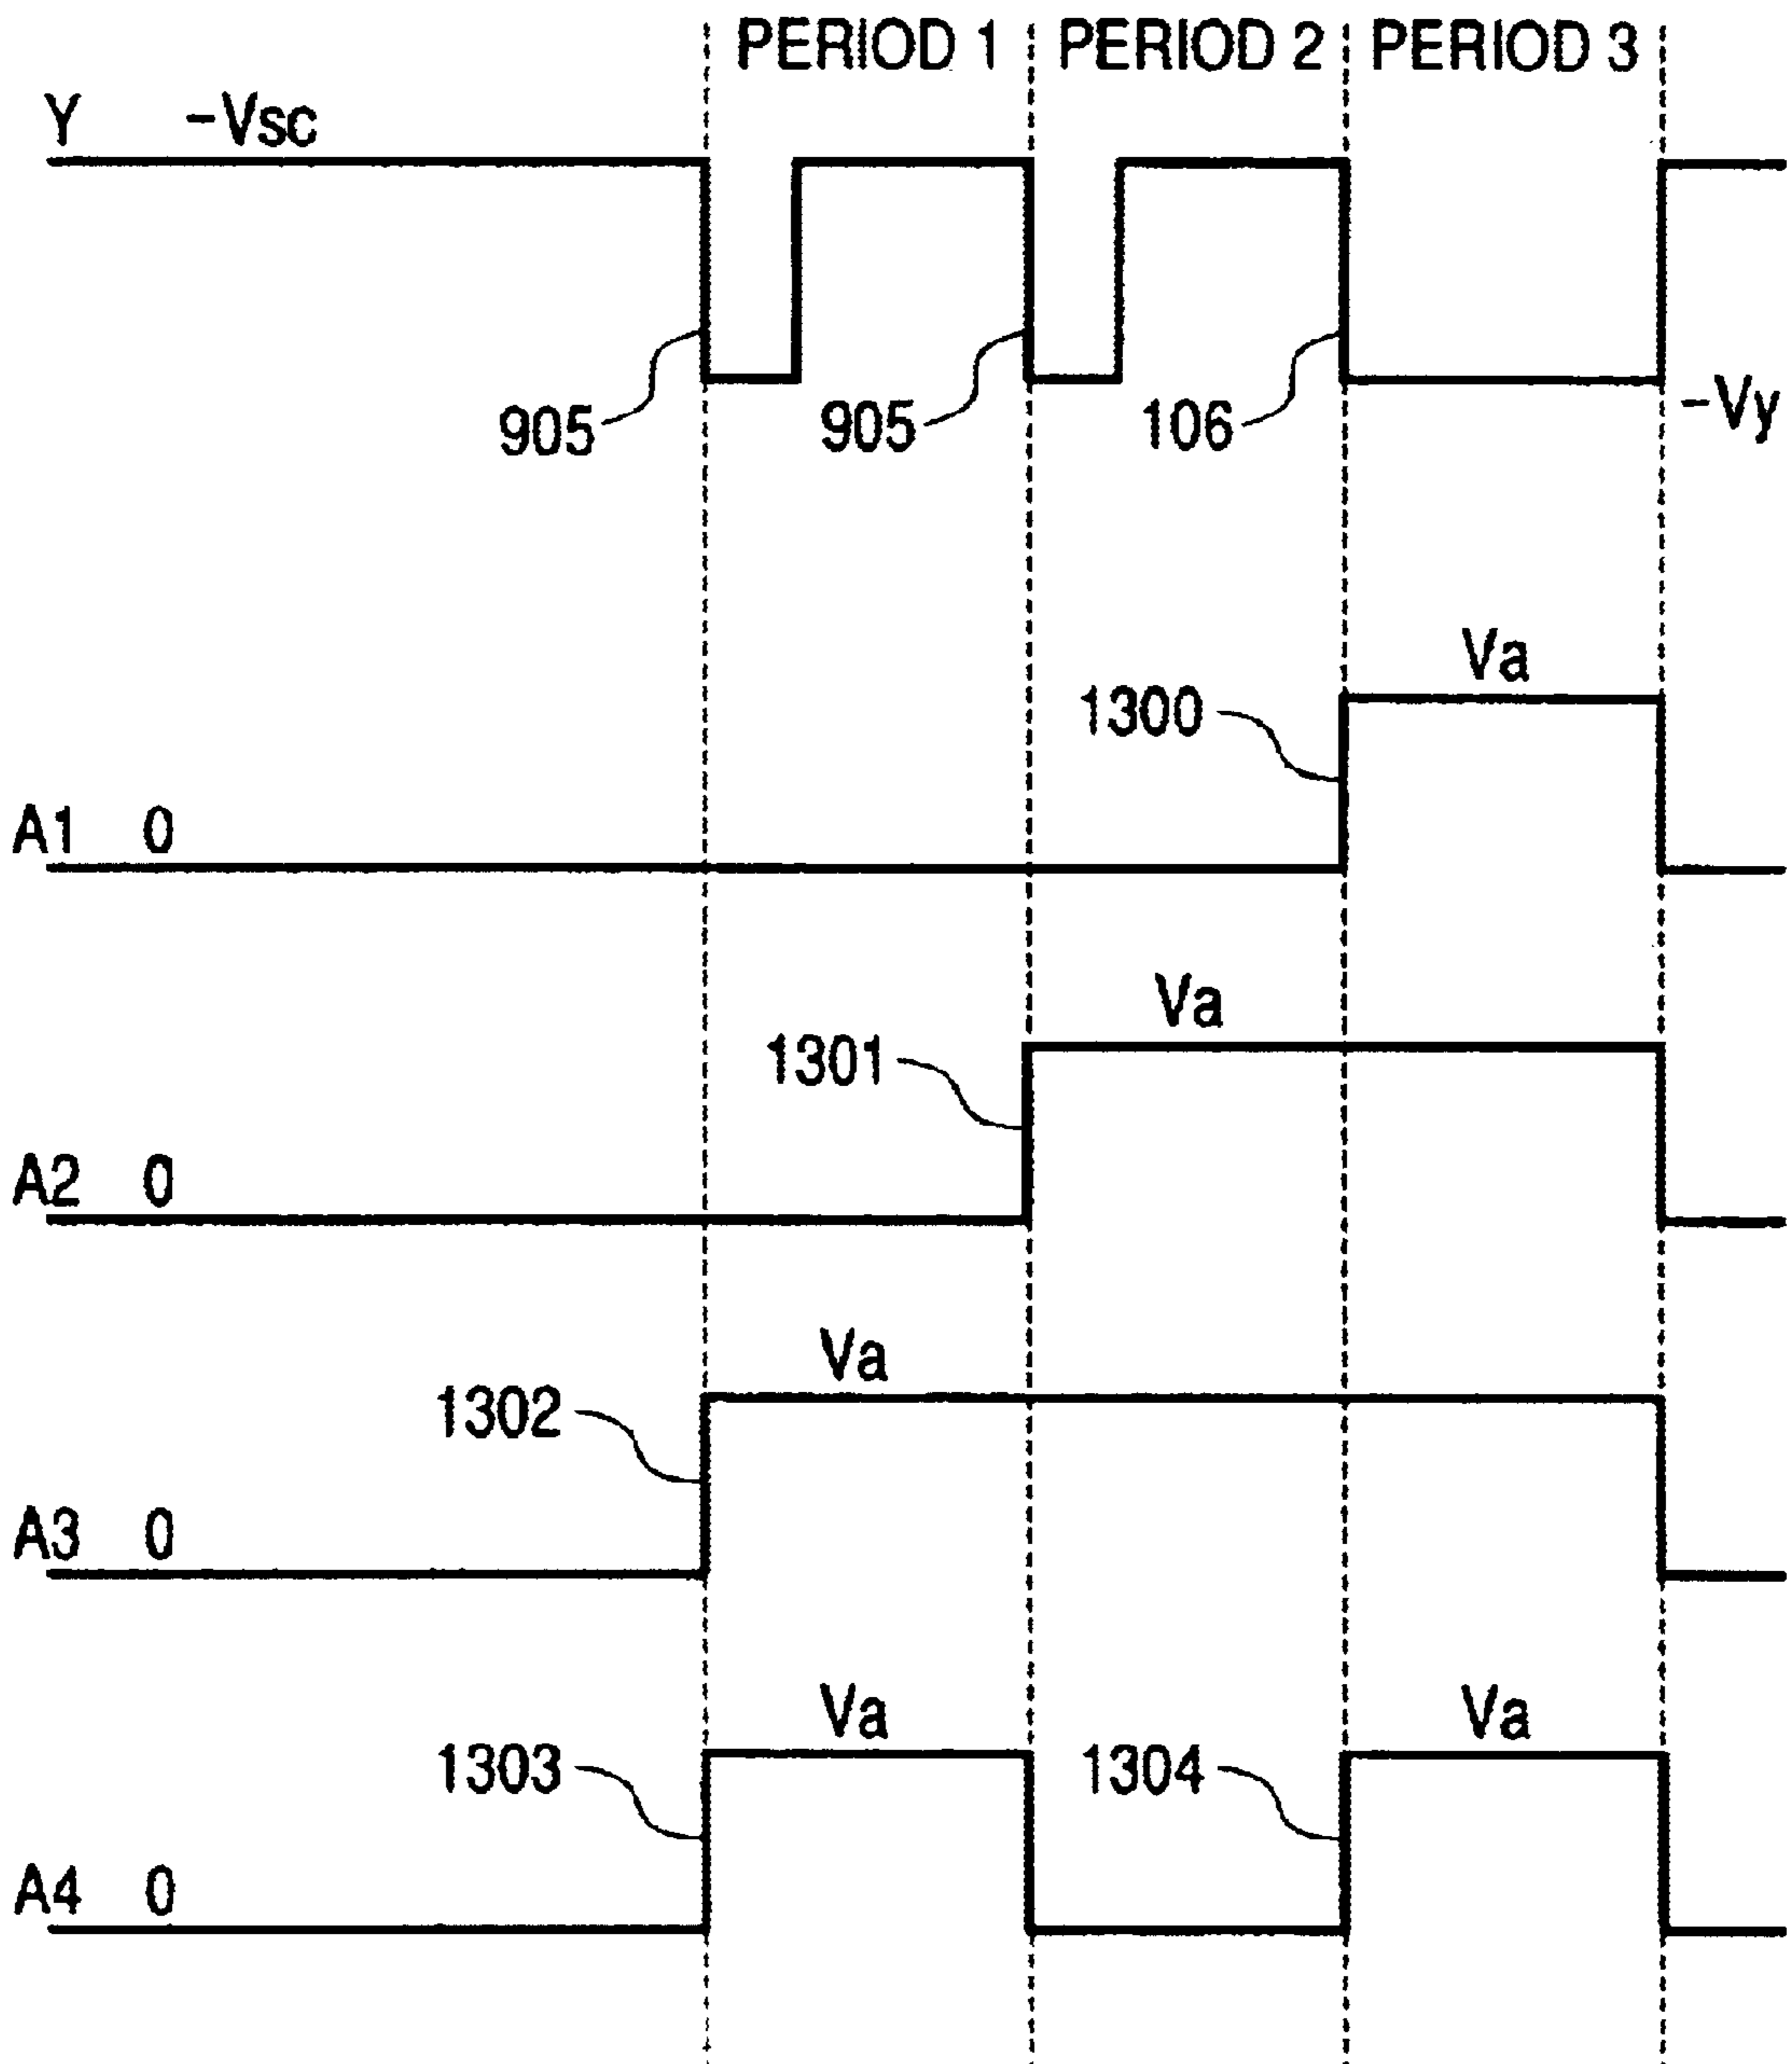 PERIOD 1 PERIOD 2 PERIOD 3
Y -Vsc
905 905 106 -Vy
Va
1300
A1 0
Va
1301
A2 0
Va
1302
A3 0
Va Va
1303 1304
A4 0